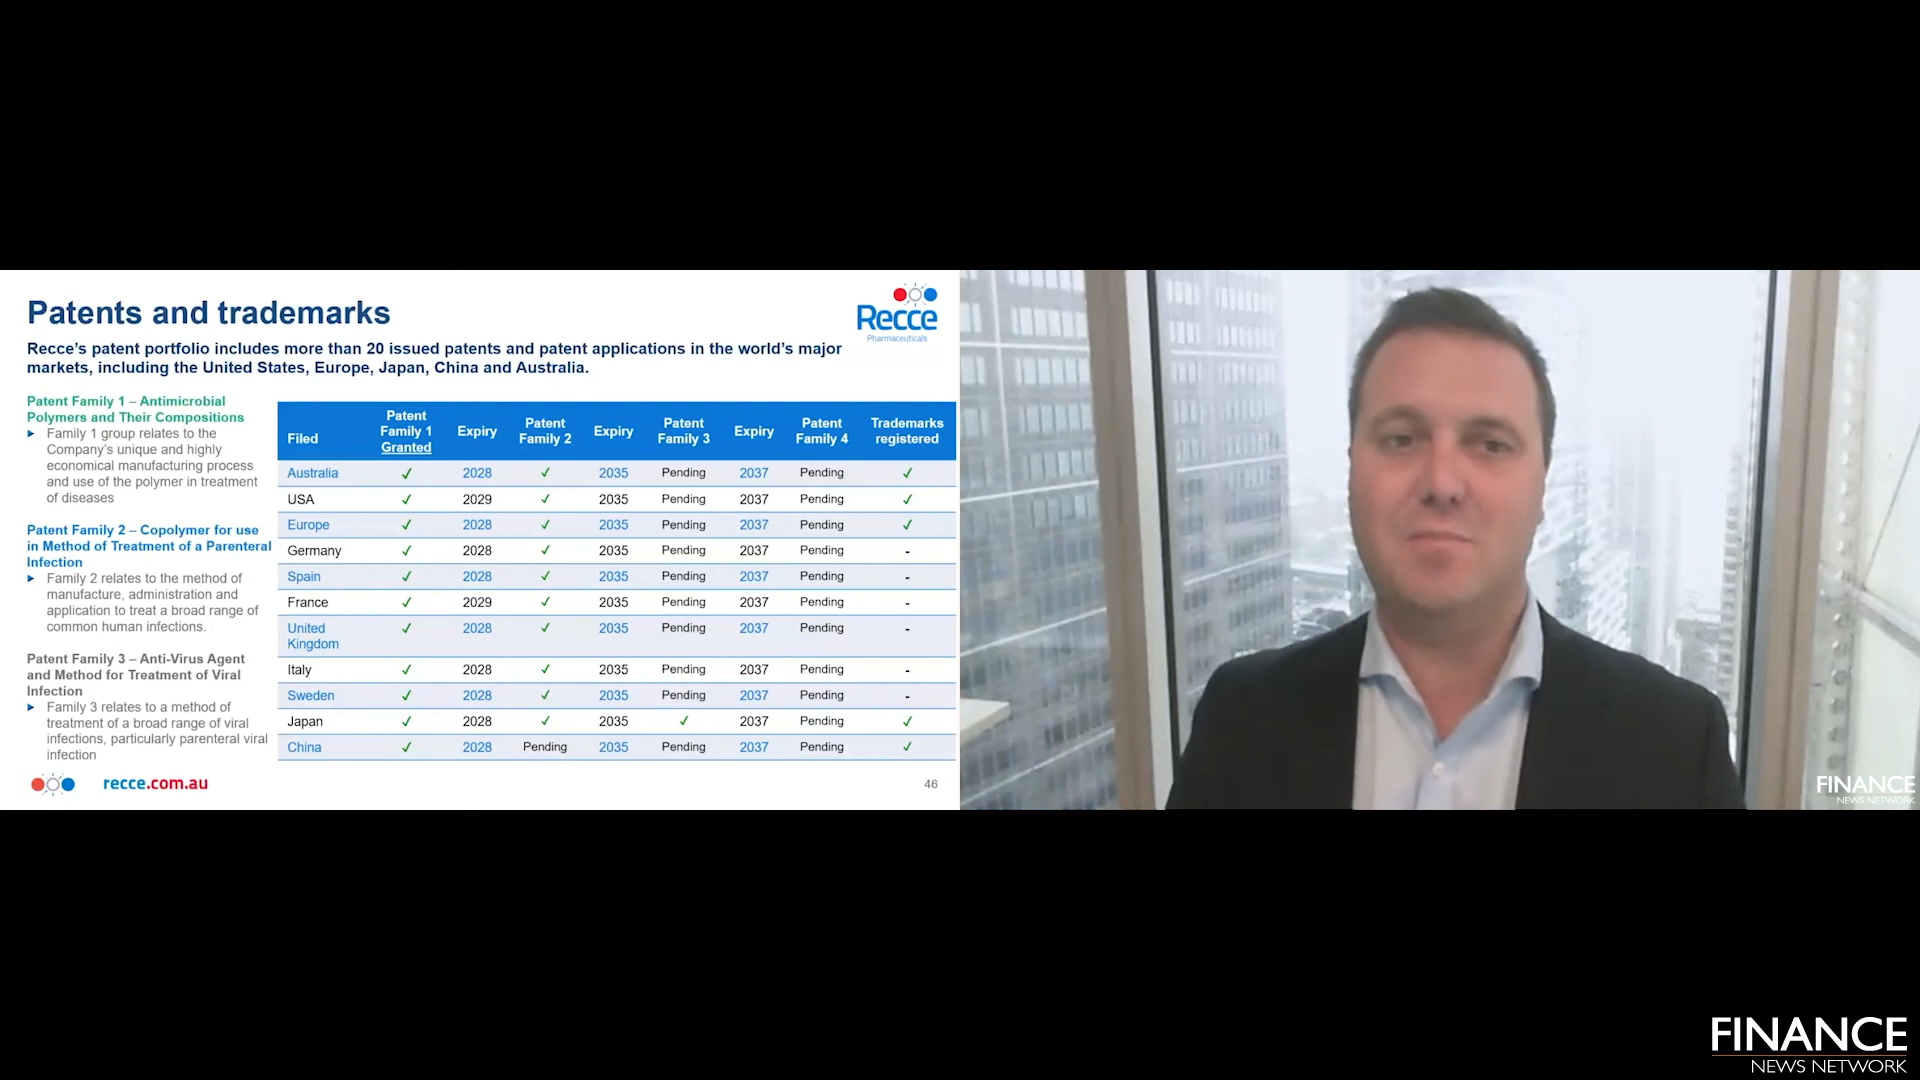 Patents and trademarks
Recce
Pharmaceuticals
Recce's patent portfolio includes more than 20 issued patents and patent applications in the world's major
markets, including the United States, Europe, Japan, China and Australia.
Patent Family 1 – Antimicrobial
Polymers and Their Compositions
▸ Family 1 group relates to the
Company's unique and highly
economical manufacturing process
and use of the polymer in treatment
of diseases
Patent Family 2 – Copolymer for use
in Method of Treatment of a Parenteral
Infection
▸ Family 2 relates to the method of
manufacture, administration and
application to treat a broad range of
common human infections.
Patent Family 3 – Anti-Virus Agent
and Method for Treatment of Viral
Infection
▸ Family 3 relates to a method of
treatment of a broad range of viral
infections, particularly parenteral viral
infection
Filed Patent Family 1 Granted Expiry Patent Family 2 Expiry Patent Family 3 Expiry Patent Family 4 Trademarks registered
Australia ✓ 2028 ✓ 2035 Pending 2037 Pending ✓
USA ✓ 2029 ✓ 2035 Pending 2037 Pending ✓
Europe ✓ 2028 ✓ 2035 Pending 2037 Pending ✓
Germany ✓ 2028 ✓ 2035 Pending 2037 Pending -
Spain ✓ 2028 ✓ 2035 Pending 2037 Pending -
France ✓ 2029 ✓ 2035 Pending 2037 Pending -
United Kingdom ✓ 2028 ✓ 2035 Pending 2037 Pending -
Italy ✓ 2028 ✓ 2035 Pending 2037 Pending -
Sweden ✓ 2028 ✓ 2035 Pending 2037 Pending -
Japan ✓ 2028 ✓ 2035 ✓ 2037 Pending ✓
China ✓ 2028 Pending 2035 Pending 2037 Pending ✓
recce.com.au
46
FINANCE
NEWS NETWORK
FINANCE
NEWS NETWORK